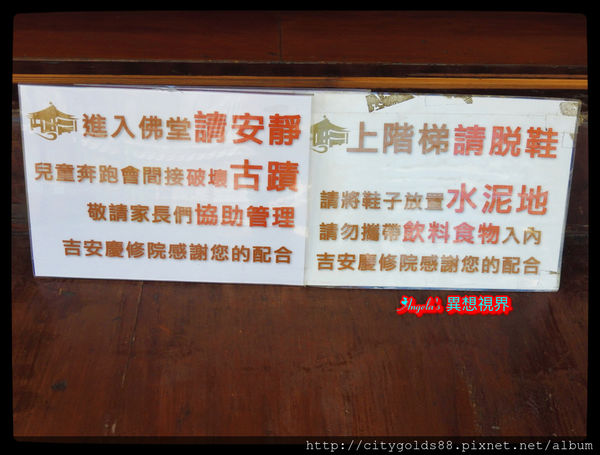 進入佛堂請安靜
兒童奔跑會間接破壞古蹟
敬請家長們協助管理
吉安慶修院感謝您的配合
上階梯請脫鞋
請將鞋子放置水泥地
請勿攜帶飲料食物入內
吉安慶修院感謝您的配合
Angela's 異想視界
http://citygolds88.pixnet.net/album